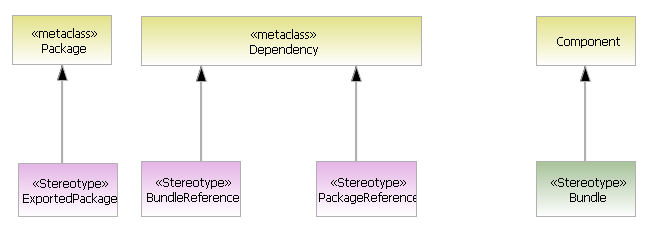 «metaclass»
Package
«metaclass»
Dependency
Component
«Stereotype»
ExportedPackage
«Stereotype»
BundleReference
«Stereotype»
PackageReference
«Stereotype»
Bundle